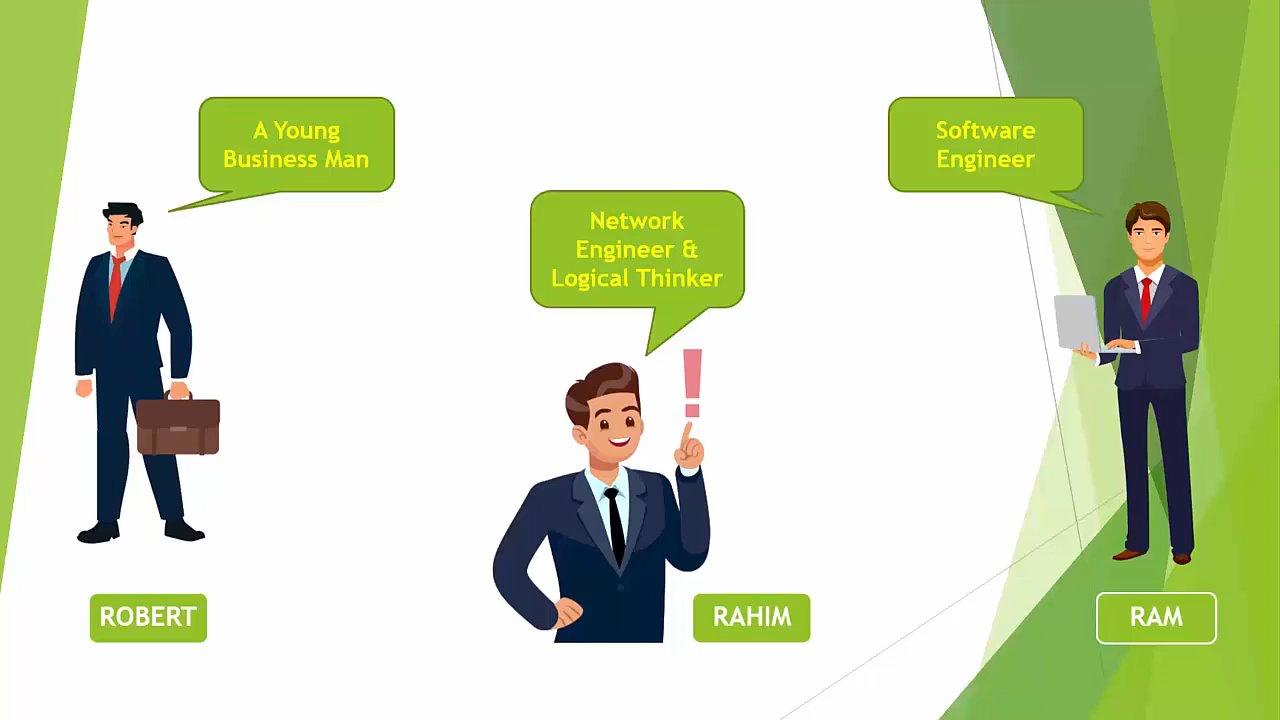 A Young
Business Man
Network
Engineer &
Logical Thinker
Software
Engineer
ROBERT
RAHIM
RAM